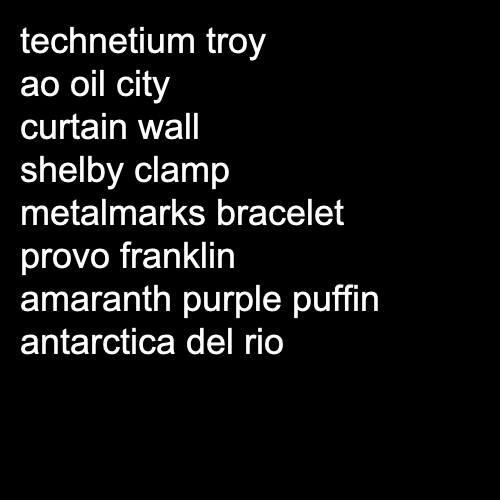 technetium troy
ao oil city
curtain wall
shelby clamp
metalmarks bracelet
provo franklin
amaranth purple puffin
antarctica del rio